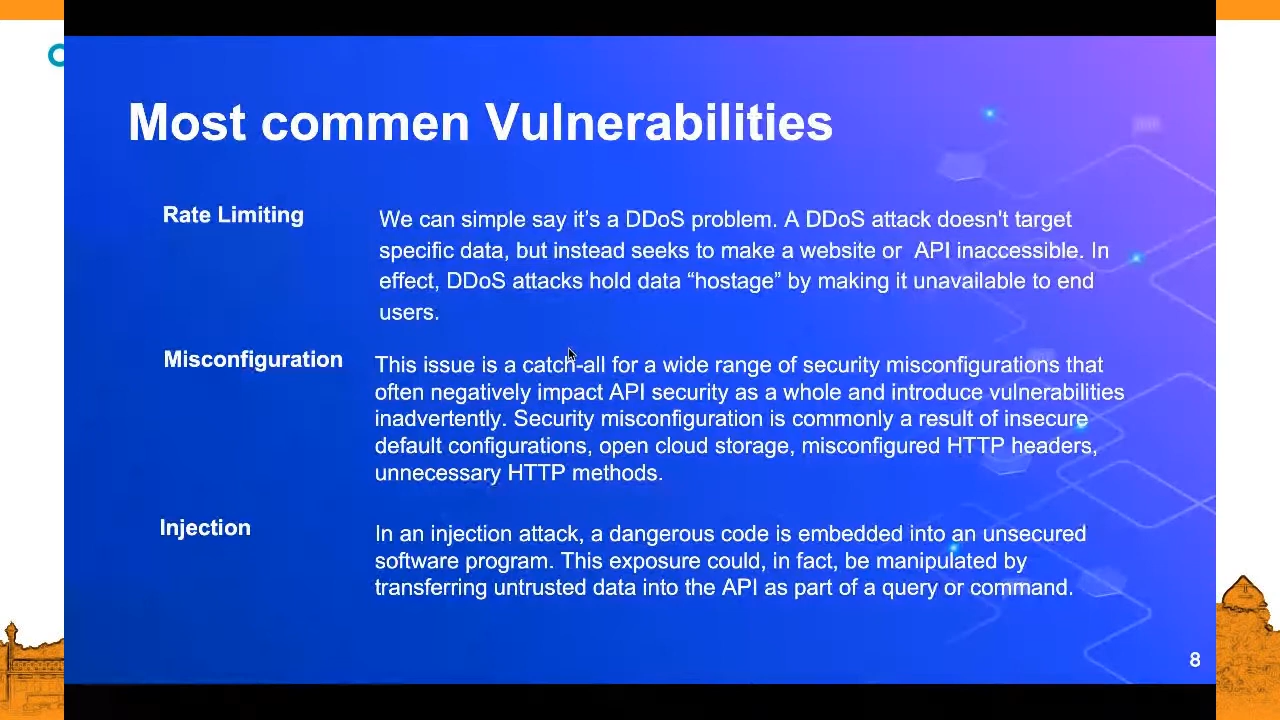 Most commen Vulnerabilities
Rate Limiting
We can simple say it's a DDoS problem. A DDoS attack doesn't target
specific data, but instead seeks to make a website or  API inaccessible. In
effect, DDoS attacks hold data “hostage” by making it unavailable to end
users.
Misconfiguration
This issue is a catch-all for a wide range of security misconfigurations that
often negatively impact API security as a whole and introduce vulnerabilities
inadvertently. Security misconfiguration is commonly a result of insecure
default configurations, open cloud storage, misconfigured HTTP headers,
unnecessary HTTP methods.
Injection
In an injection attack, a dangerous code is embedded into an unsecured
software program. This exposure could, in fact, be manipulated by
transferring untrusted data into the API as part of a query or command.
8